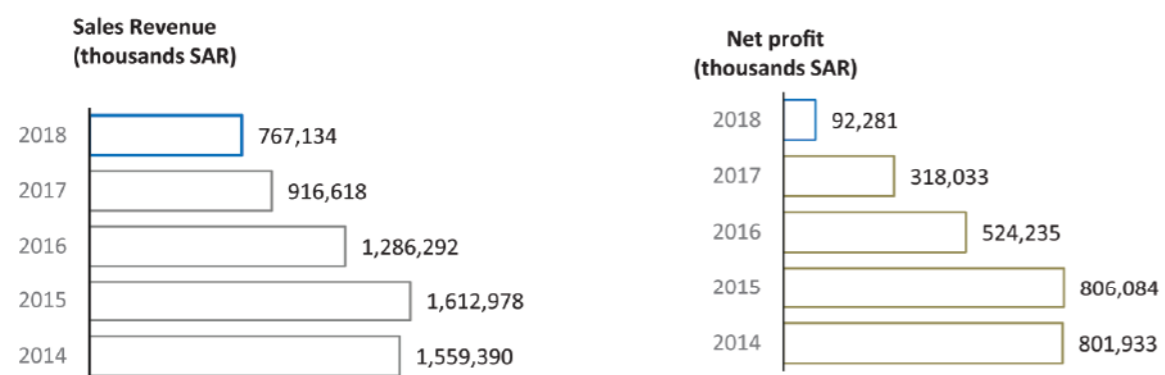 Sales Revenue
(thousands SAR)
2018 767,134
2017 916,618
2016 1,286,292
2015 1,612,978
2014 1,559,390
Net profit
(thousands SAR)
2018 92,281
2017 318,033
2016 524,235
2015 806,084
2014 801,933